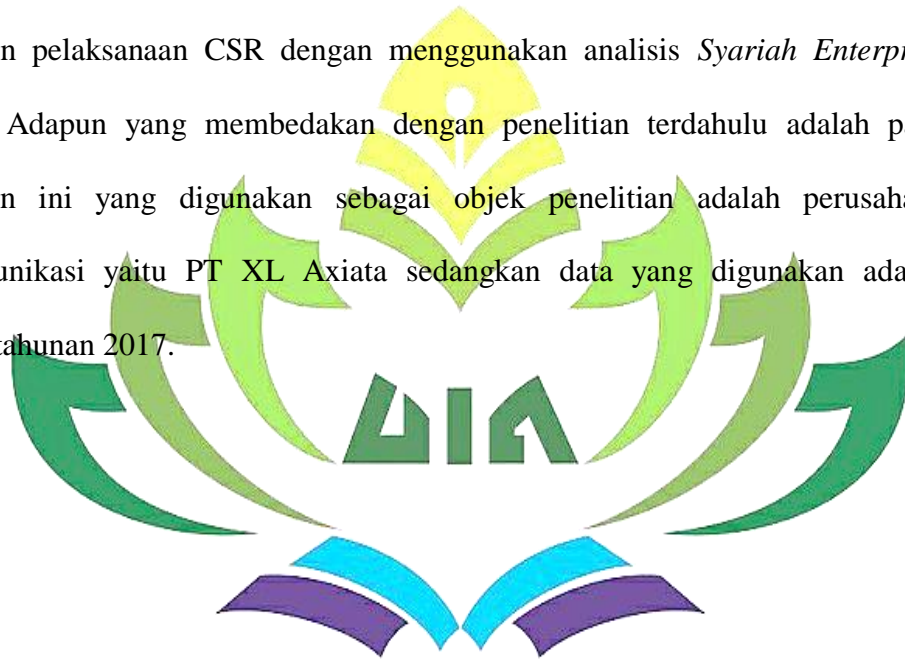 n pelaksanaan CSR dengan menggunakan analisis Syariah Enterpr
Adapun yang membedakan dengan penelitian terdahulu adalah p
n ini yang digunakan sebagai objek penelitian adalah perusaha
unikasi yaitu PT XL Axiata sedangkan data yang digunakan ada
tahunan 2017.
UIN